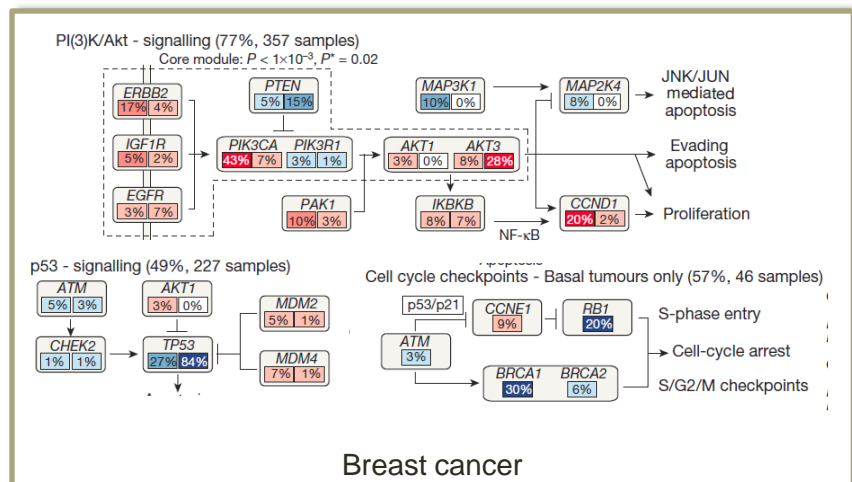 PI(3)K/Akt - signalling (77%, 357 samples)
Core module: P < 1×10⁻³, P* = 0.02
ERBB2
17% 4%
PTEN
5% 15%
MAP3K1
10% 0%
MAP2K4
8% 0%
JNK/JUN
mediated
apoptosis
IGF1R
5% 2%
PIK3CA PIK3R1
43% 7% 3% 1%
AKT1 AKT3
3% 0% 8% 28%
Evading
apoptosis
EGFR
3% 7%
PAK1
10% 3%
IKBKB
8% 7%
NF-κB
CCND1
20% 2%
Proliferation
p53 - signalling (49%, 227 samples)
ATM
5% 3%
AKT1
3% 0%
MDM2
5% 1%
CHEK2
1% 1%
TP53
27% 84%
MDM4
7% 1%
Cell cycle checkpoints - Basal tumours only (57%, 46 samples)
p53/p21
CCNE1
9%
RB1
20%
S-phase entry
ATM
3%
Cell-cycle arrest
BRCA1 BRCA2
30% 6%
S/G2/M checkpoints
Breast cancer